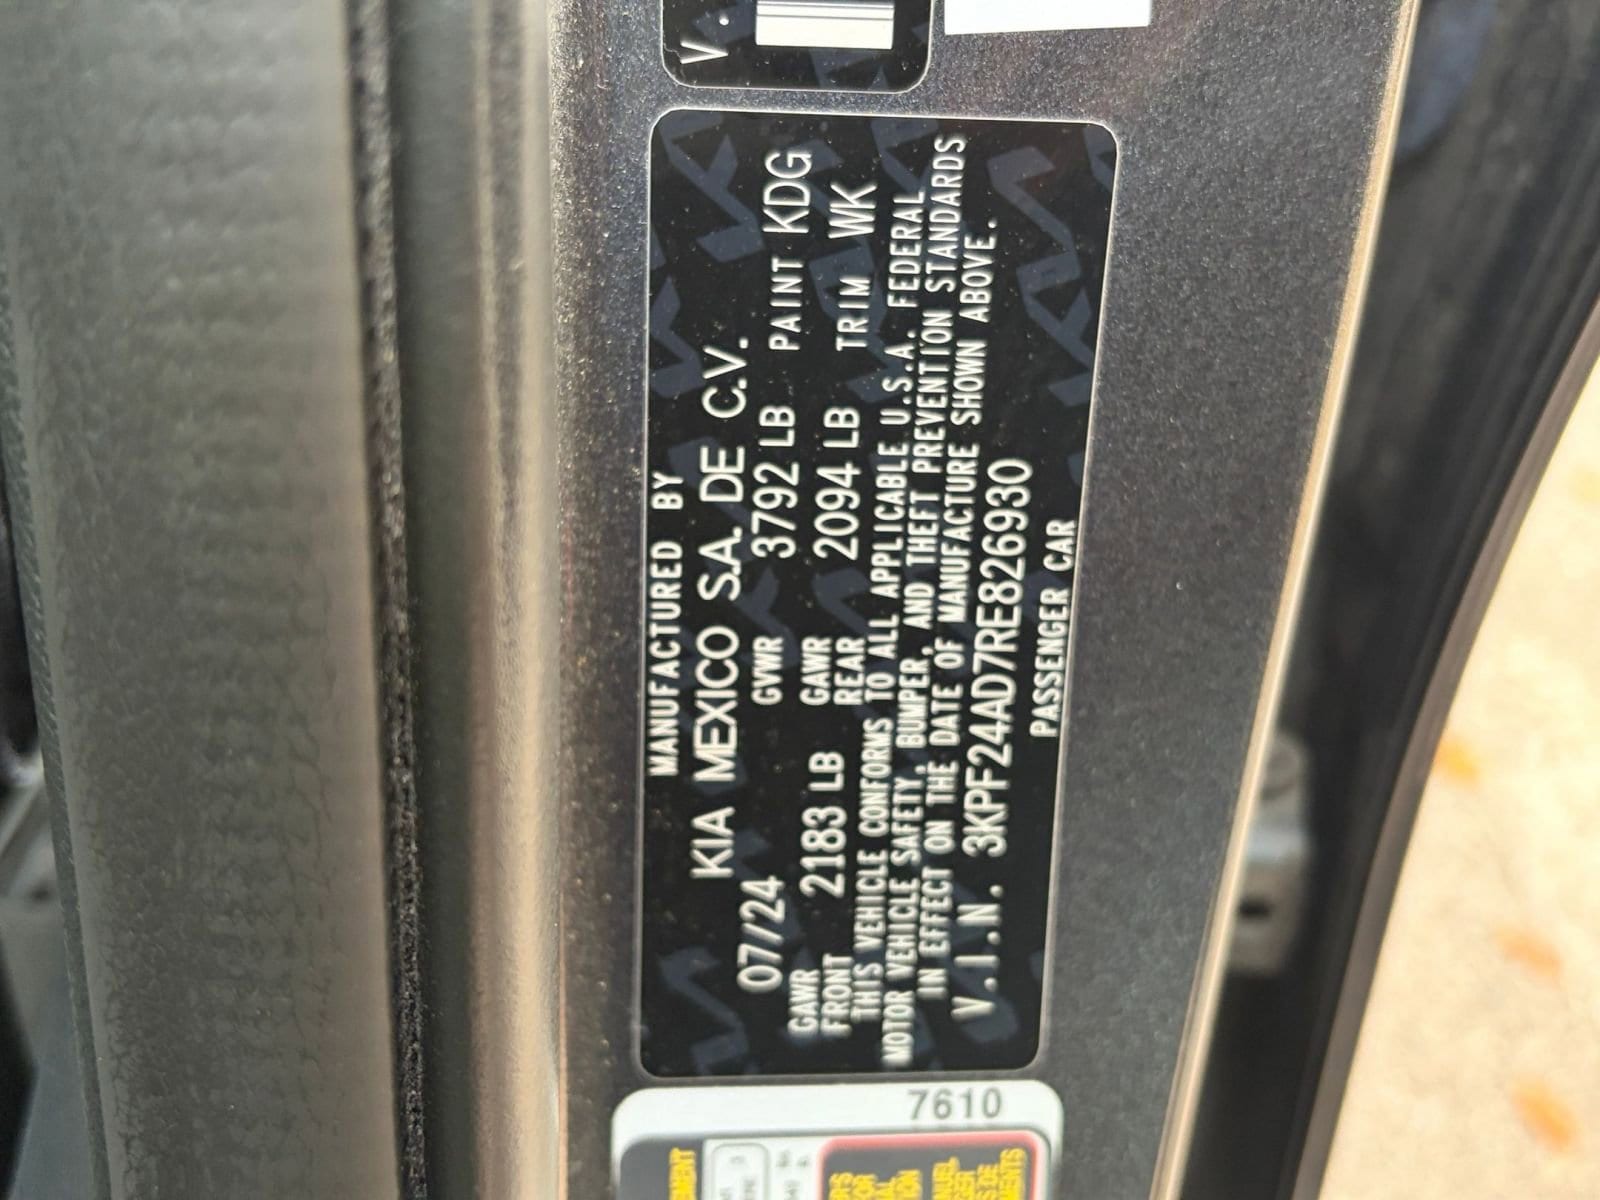 V.
MANUFACTURED BY
KIA MEXICO S.A. DE C.V.
07/24 GVWR 3792 LB PAINT KDG
GAWR FRONT 2183 LB GAWR REAR 2094 LB TRIM WK
THIS VEHICLE CONFORMS TO ALL APPLICABLE U.S.A. FEDERAL
MOTOR VEHICLE SAFETY, BUMPER, AND THEFT PREVENTION STANDARDS
IN EFFECT ON THE DATE OF MANUFACTURE SHOWN ABOVE.
V.I.N. 3KPF24AD7RE826930
PASSENGER CAR
7610